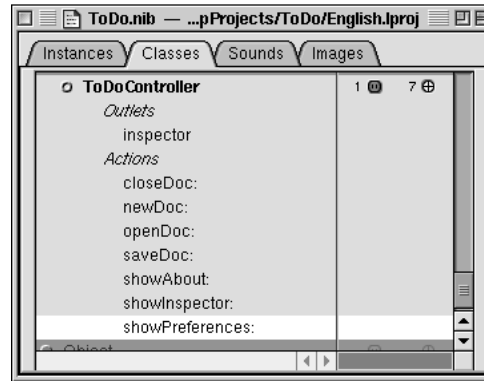 ToDo.nib — ...pProjects/ToDo/English.lproj
Instances Classes Sounds Images
ToDoController 1 7
Outlets
inspector
Actions
closeDoc:
newDoc:
openDoc:
saveDoc:
showAbout:
showInspector:
showPreferences:
Object